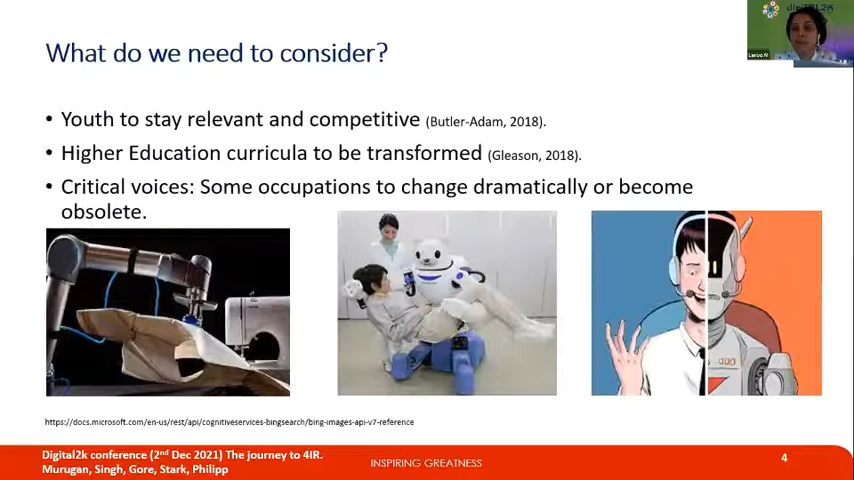 digiTAL2K
What do we need to consider?
• Youth to stay relevant and competitive (Butler-Adam, 2018).
• Higher Education curricula to be transformed (Gleason, 2018).
• Critical voices: Some occupations to change dramatically or become
obsolete.
https://docs.microsoft.com/en-us/rest/api/cognitiveservices-bingsearch/bing-images-api-v7-reference
Digital2k conference (2nd Dec 2021) The journey to 4IR.
Murugan, Singh, Gore, Stark, Philipp
INSPIRING GREATNESS
4